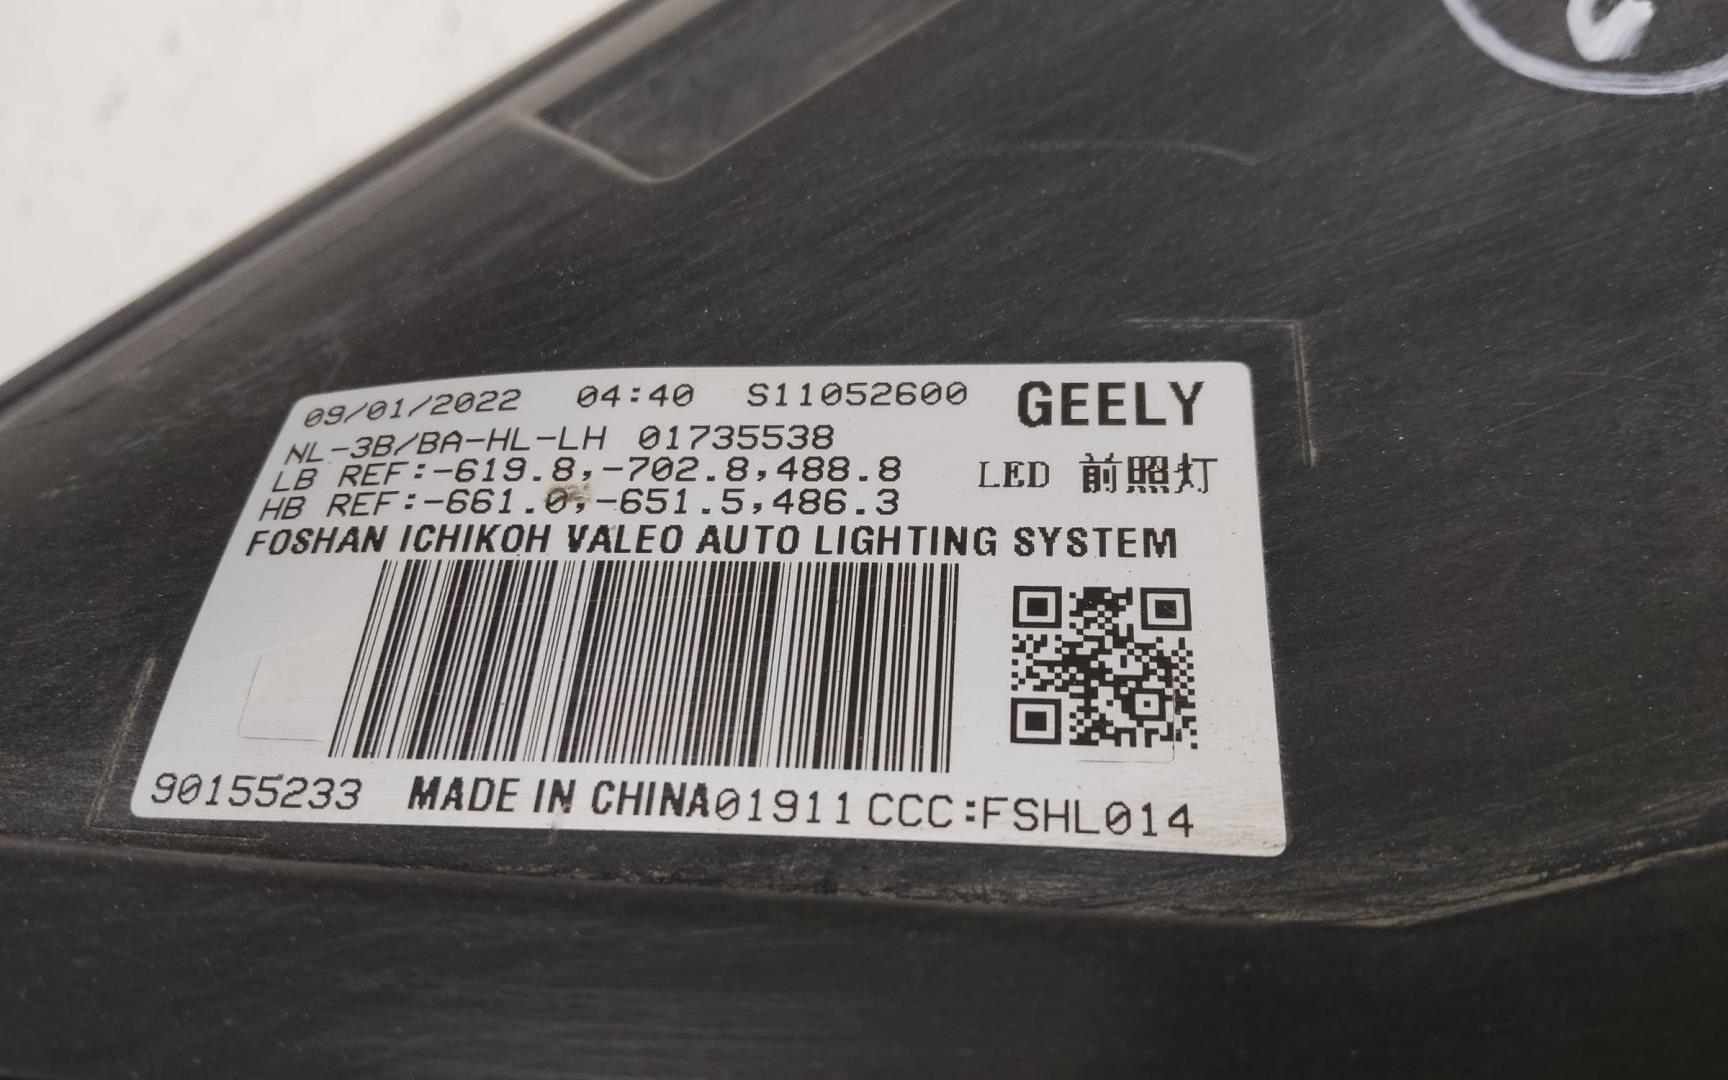 09/01/2022 04:40 S11052600 GEELY
NL-3B/BA-HL-LH 01735538
LB REF:-619.8,-702.8,488.8 LED 前照灯
HB REF:-661.0,-651.5,486.3
FOSHAN ICHIKOH VALEO AUTO LIGHTING SYSTEM
90155233 MADE IN CHINA 01911 CCC:FSHL014